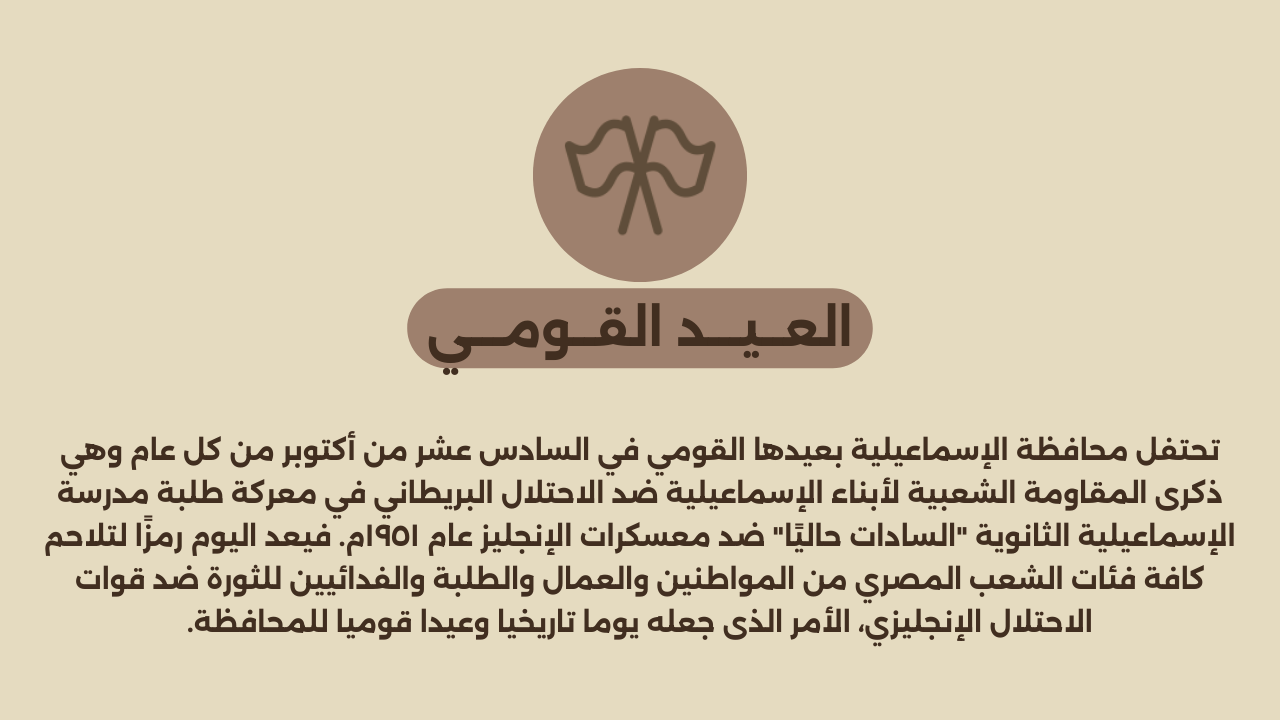 العـيـد القـومـي
تحتفل محافظة الإسماعيلية بعيدها القومي في السادس عشر من أكتوبر من كل عام وهي
ذكرى المقاومة الشعبية لأبناء الإسماعيلية ضد الاحتلال البريطاني في معركة طلبة مدرسة
الإسماعيلية الثانوية "السادات حاليًا" ضد معسكرات الإنجليز عام ١٩٥١م. فيعد اليوم رمزًا لتلاحم
كافة فئات الشعب المصري من المواطنين والعمال والطلبة والفدائيين للثورة ضد قوات
الاحتلال الإنجليزي، الأمر الذى جعله يوما تاريخيا وعيدا قوميا للمحافظة.